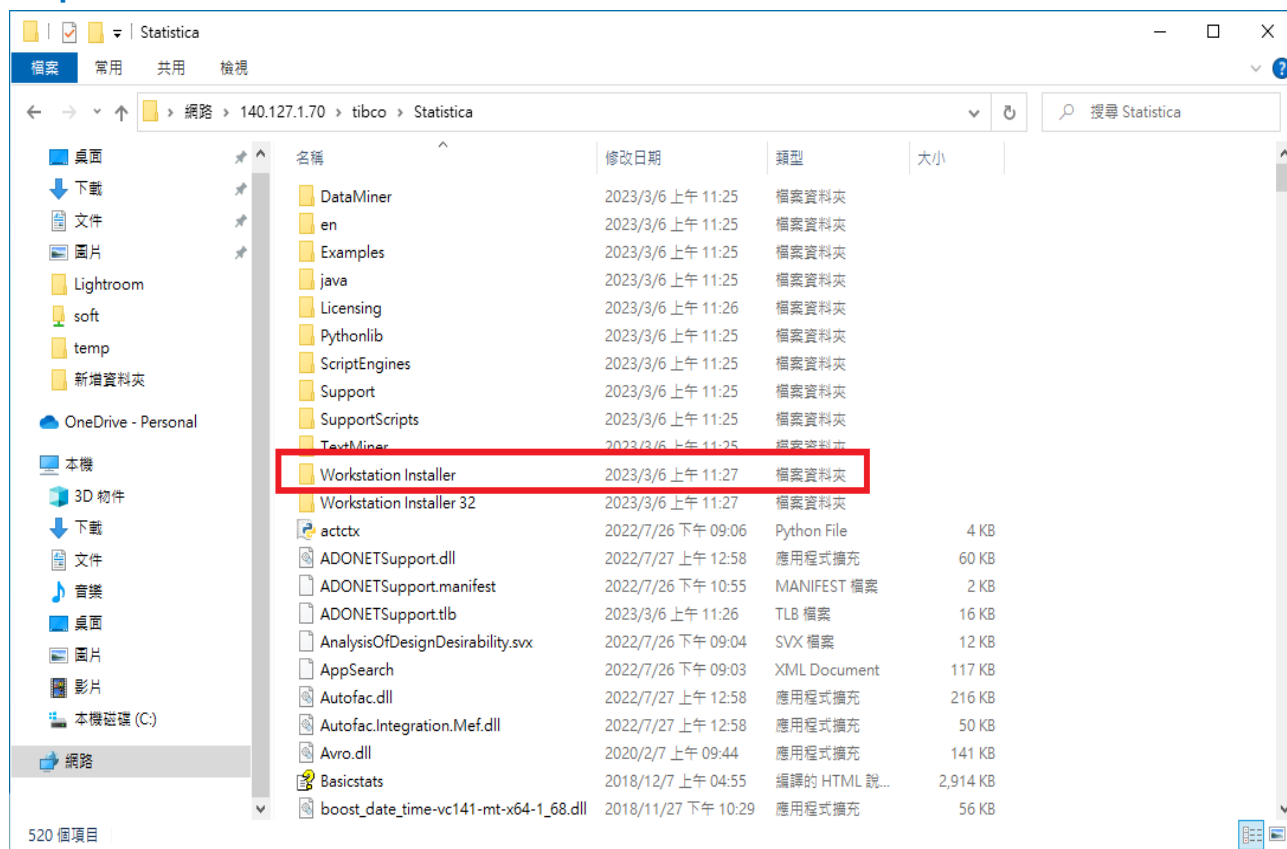 Statistica
檔案 常用 共用 檢視
網路 › 140.127.1.70 › tibco › Statistica
搜尋 Statistica
桌面
下載
文件
圖片
Lightroom
soft
temp
新增資料夾
OneDrive - Personal
本機
3D 物件
下載
文件
音樂
桌面
圖片
影片
本機磁碟 (C:)
網路
名稱 修改日期 類型 大小
DataMiner 2023/3/6 上午 11:25 檔案資料夾
en 2023/3/6 上午 11:25 檔案資料夾
Examples 2023/3/6 上午 11:25 檔案資料夾
java 2023/3/6 上午 11:25 檔案資料夾
Licensing 2023/3/6 上午 11:26 檔案資料夾
Pythonlib 2023/3/6 上午 11:25 檔案資料夾
ScriptEngines 2023/3/6 上午 11:25 檔案資料夾
Support 2023/3/6 上午 11:25 檔案資料夾
SupportScripts 2023/3/6 上午 11:25 檔案資料夾
TextMiner 2023/3/6 上午 11:25 檔案資料夾
Workstation Installer 2023/3/6 上午 11:27 檔案資料夾
Workstation Installer 32 2023/3/6 上午 11:27 檔案資料夾
actctx 2022/7/26 下午 09:06 Python File 4 KB
ADONETSupport.dll 2022/7/27 上午 12:58 應用程式擴充 60 KB
ADONETSupport.manifest 2022/7/26 下午 10:55 MANIFEST 檔案 2 KB
ADONETSupport.tlb 2023/3/6 上午 11:26 TLB 檔案 16 KB
AnalysisOfDesignDesirability.svx 2022/7/26 下午 09:04 SVX 檔案 12 KB
AppSearch 2022/7/26 下午 09:03 XML Document 117 KB
Autofac.dll 2022/7/27 上午 12:58 應用程式擴充 216 KB
Autofac.Integration.Mef.dll 2022/7/27 上午 12:58 應用程式擴充 50 KB
Avro.dll 2020/2/7 上午 09:44 應用程式擴充 141 KB
Basicstats 2018/12/7 上午 04:55 編譯的 HTML 說... 2,914 KB
boost_date_time-vc141-mt-x64-1_68.dll 2018/11/27 下午 10:29 應用程式擴充 56 KB
520 個項目